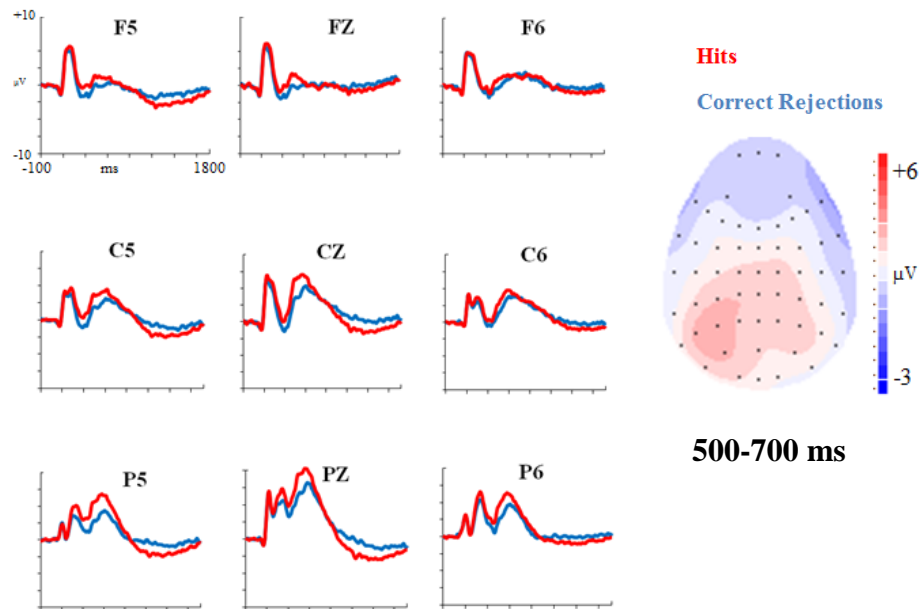 F5 FZ F6
+10
µV
-10
-100 ms 1800
C5 CZ C6
P5 PZ P6
Hits
Correct Rejections
+6
µV
-3
500-700 ms